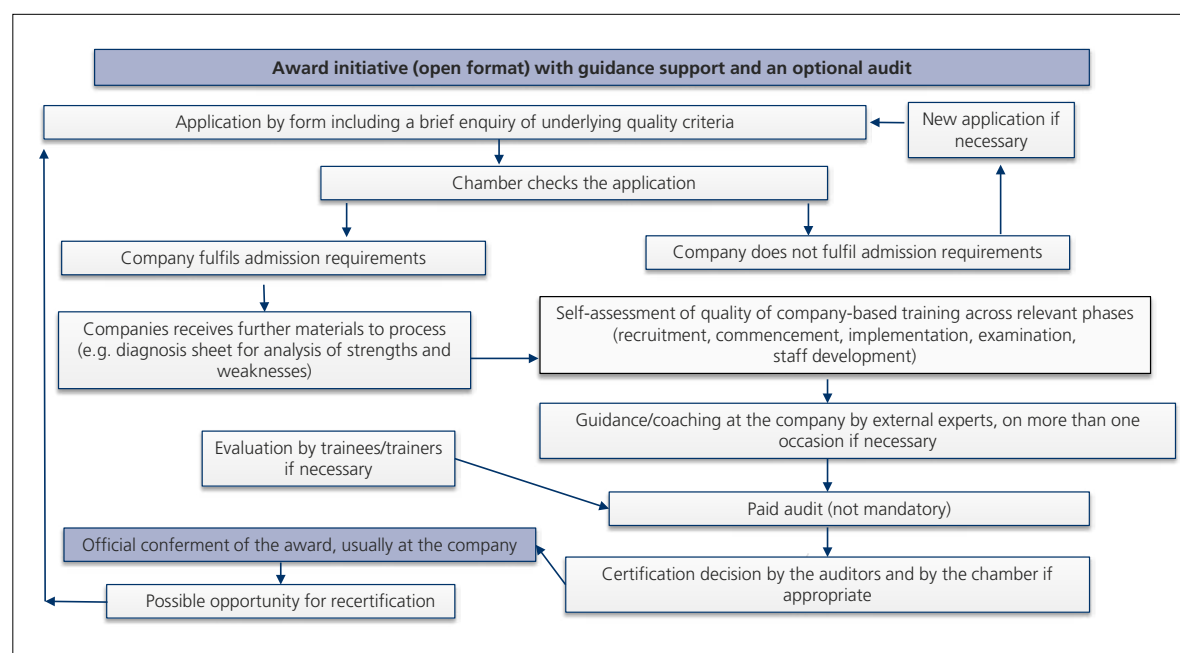 Award initiative (open format) with guidance support and an optional audit
Application by form including a brief enquiry of underlying quality criteria
New application if
necessary
Chamber checks the application
Company fulfils admission requirements
Company does not fulfil admission requirements
Companies receives further materials to process
(e.g. diagnosis sheet for analysis of strengths and
weaknesses)
Self-assessment of quality of company-based training across relevant phases
(recruitment, commencement, implementation, examination,
staff development)
Guidance/coaching at the company by external experts, on more than one
occasion if necessary
Evaluation by trainees/trainers
if necessary
Paid audit (not mandatory)
Official conferment of the award, usually at the company
Certification decision by the auditors and by the chamber if
appropriate
Possible opportunity for recertification